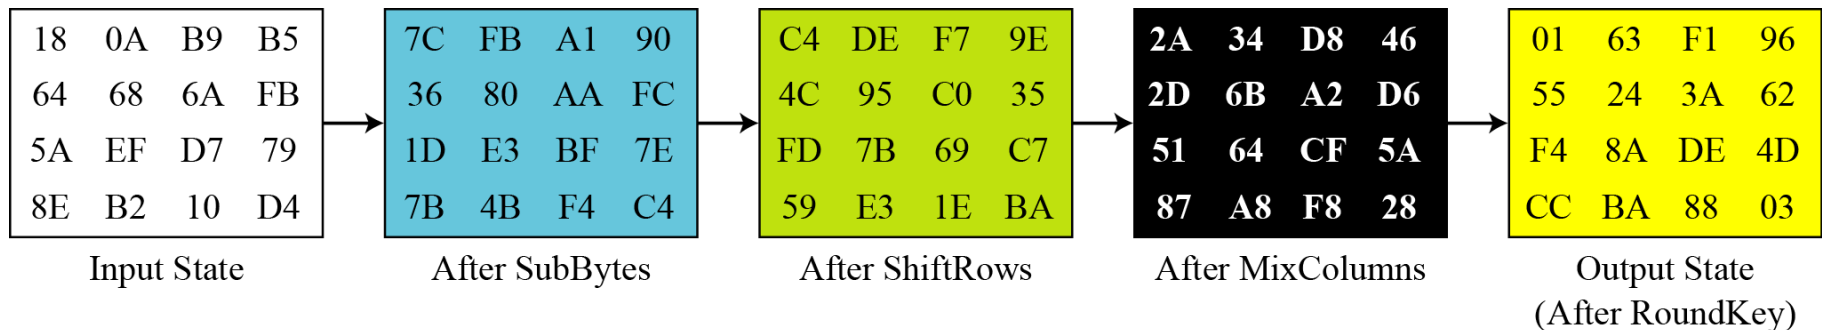 18 0A B9 B5
64 68 6A FB
5A EF D7 79
8E B2 10 D4
Input State
7C FB A1 90
36 80 AA FC
1D E3 BF 7E
7B 4B F4 C4
After SubBytes
C4 DE F7 9E
4C 95 C0 35
FD 7B 69 C7
59 E3 1E BA
After ShiftRows
2A 34 D8 46
2D 6B A2 D6
51 64 CF 5A
87 A8 F8 28
After MixColumns
01 63 F1 96
55 24 3A 62
F4 8A DE 4D
CC BA 88 03
Output State
(After RoundKey)